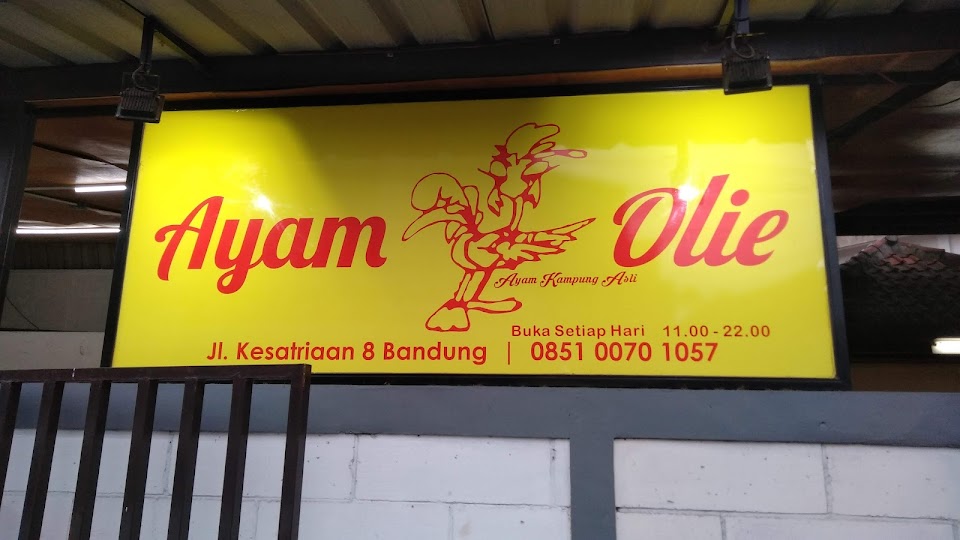 Ayam Olie
Ayam Kampung Asli
Buka Setiap Hari 11.00 - 22.00
Jl. Kesatriaan 8 Bandung | 0851 0070 1057